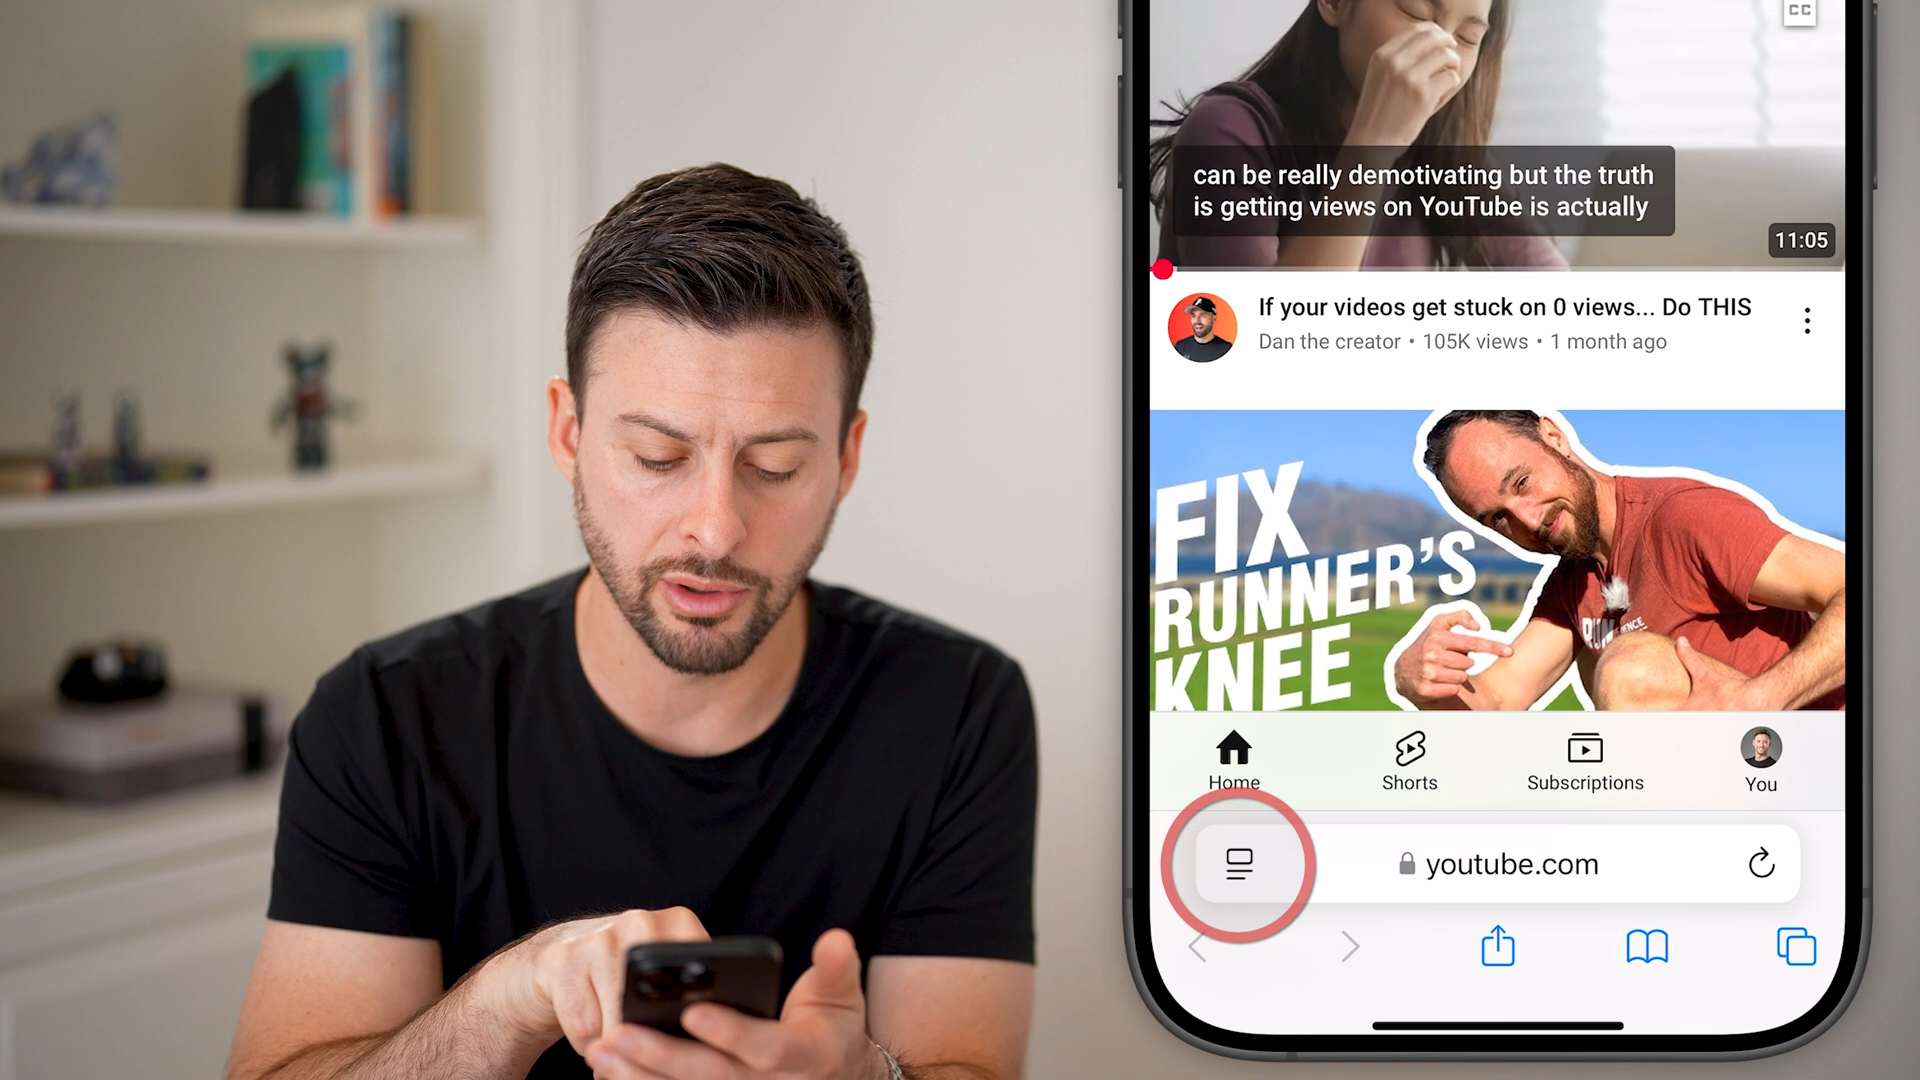 CC
can be really demotivating but the truth
is getting views on YouTube is actually
11:05
If your videos get stuck on 0 views... Do THIS
Dan the creator • 105K views • 1 month ago
FIX
RUNNER'S
KNEE
Home
Shorts
Subscriptions
You
youtube.com